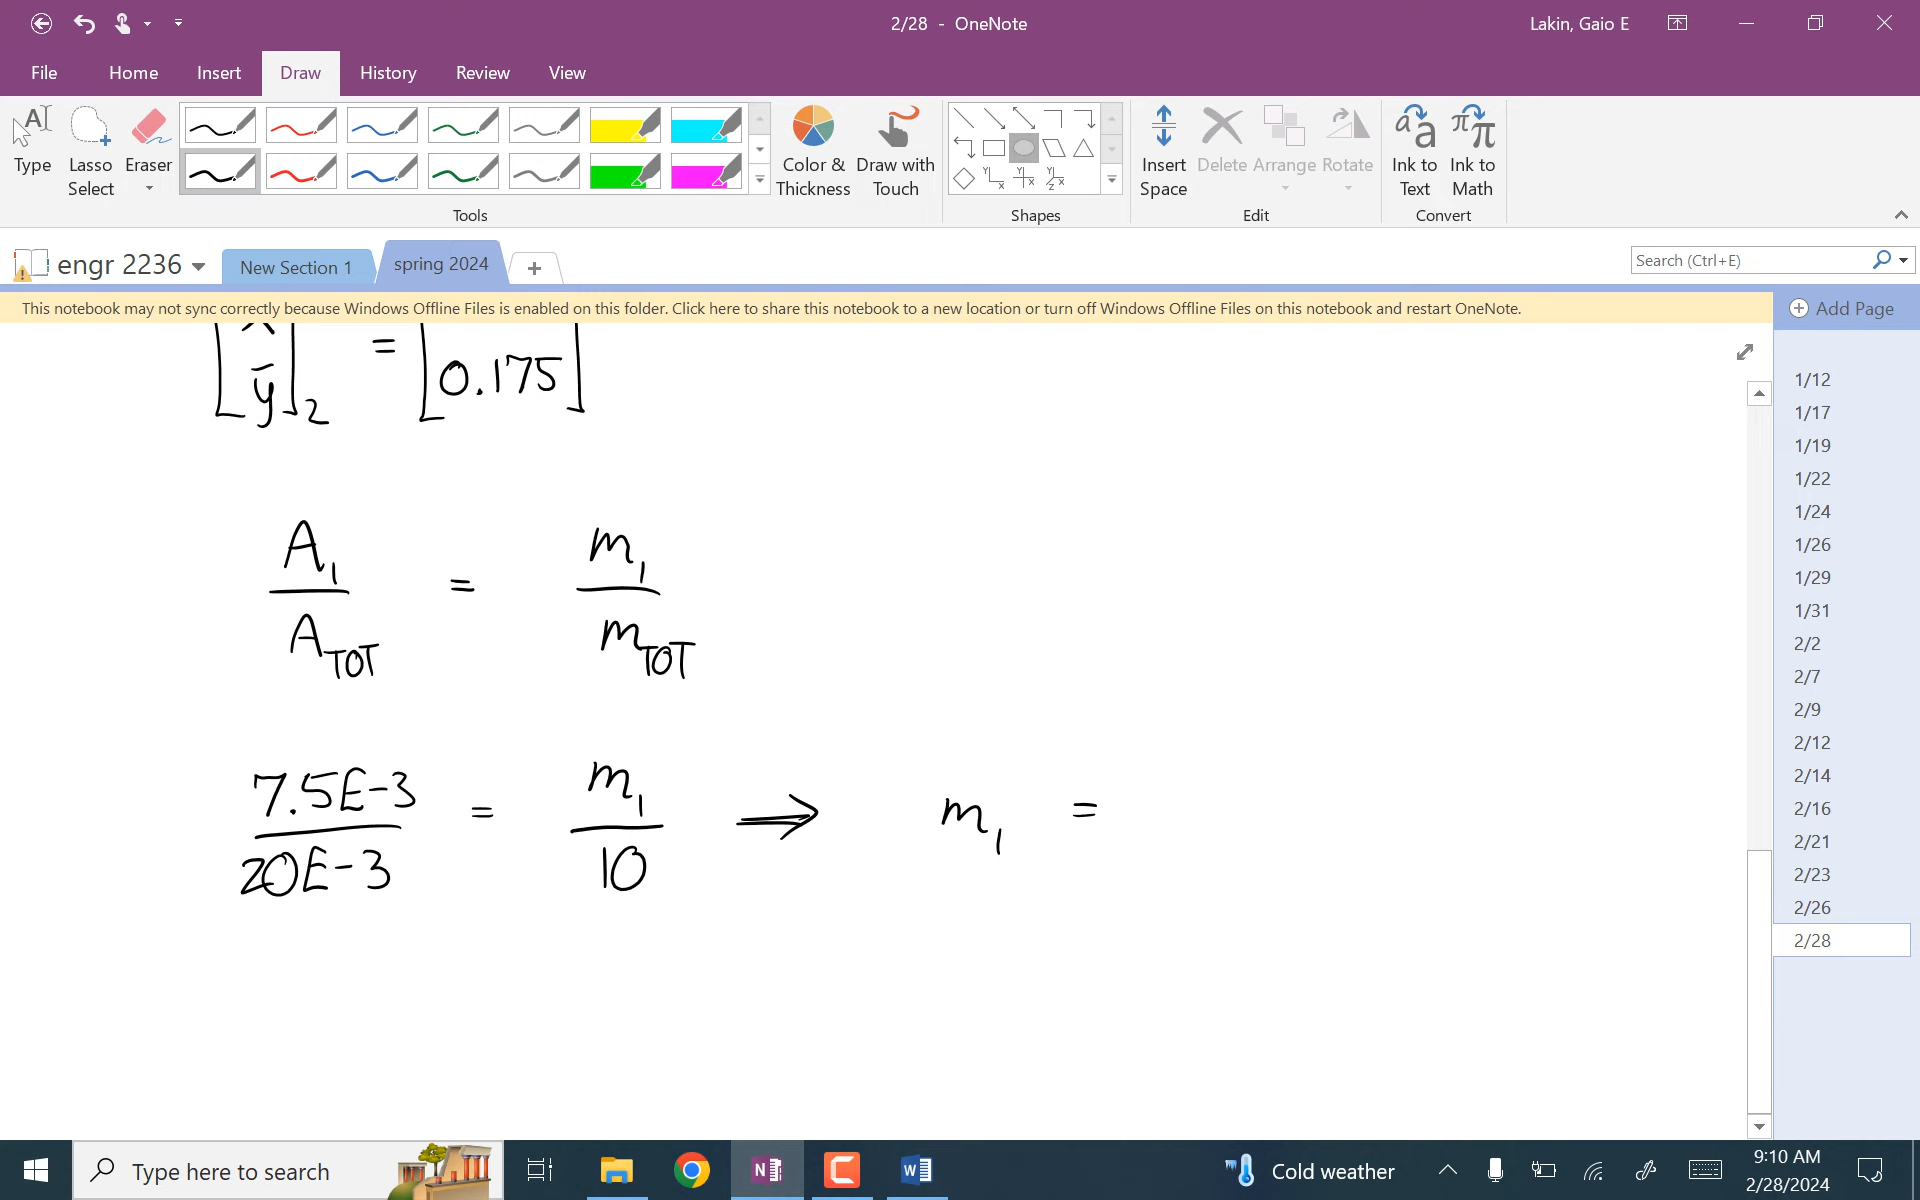 2/28 - OneNote
Lakin, Gaio E
File Home Insert Draw History Review View
Type
Lasso Select
Eraser
Color & Thickness
Draw with Touch
Insert Space
Delete Arrange Rotate
Ink to Text
Ink to Math
Tools
Shapes
Edit
Convert
engr 2236
New Section 1
spring 2024
Search (Ctrl+E)
This notebook may not sync correctly because Windows Offline Files is enabled on this folder. Click here to share this notebook to a new location or turn off Windows Offline Files on this notebook and restart OneNote.
Add Page
ȳ 2 = 0.175
A1 / ATOT = m1 / mTOT
7.5E-3 / 20E-3 = m1 / 10 ⇒ m1 =
1/12
1/17
1/19
1/22
1/24
1/26
1/29
1/31
2/2
2/7
2/9
2/12
2/14
2/16
2/21
2/23
2/26
2/28
Type here to search
Cold weather
9:10 AM
2/28/2024